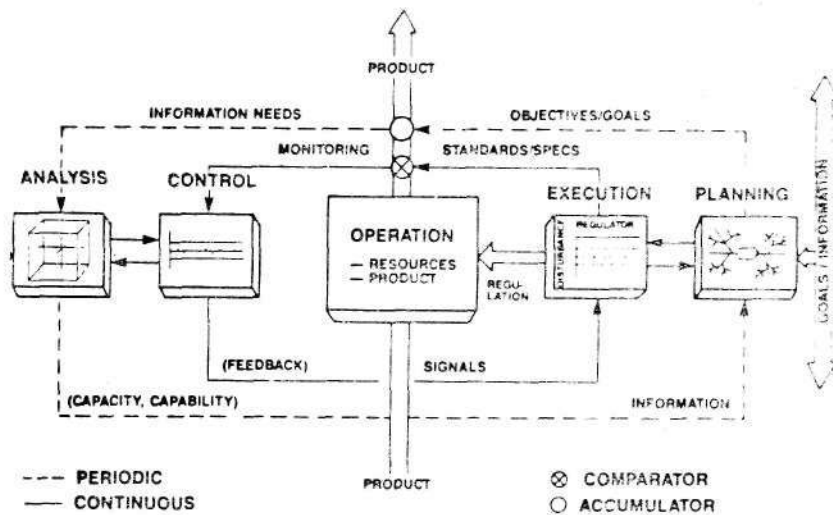 PRODUCT
INFORMATION NEEDS
OBJECTIVES/GOALS
MONITORING
STANDARDS/SPECS
ANALYSIS
CONTROL
EXECUTION
PLANNING
OPERATION
— RESOURCES
— PRODUCT
REGULATOR
DISTURBANCE
REGU-
LATION
GOALS / INFORMATION
(FEEDBACK)
SIGNALS
(CAPACITY, CAPABILITY)
INFORMATION
PRODUCT
PERIODIC
CONTINUOUS
COMPARATOR
ACCUMULATOR